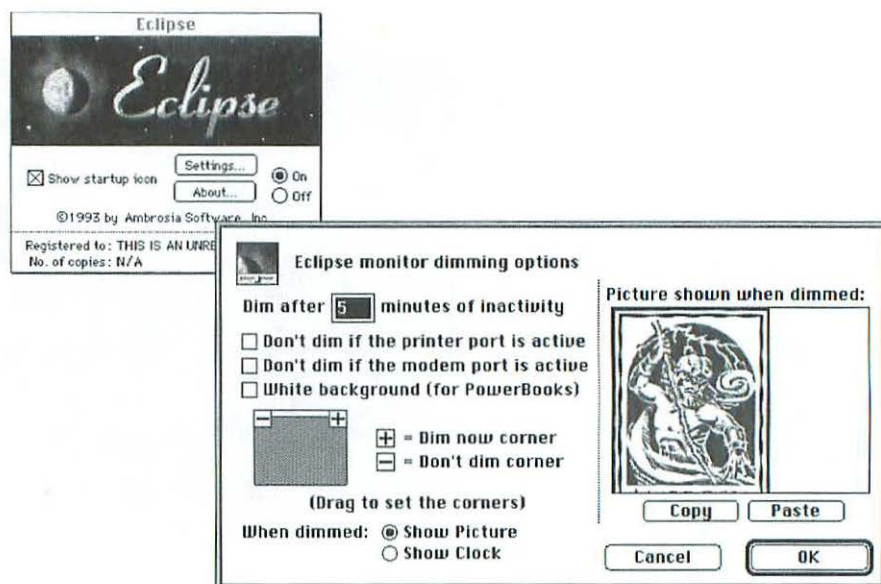 Eclipse
Eclipse
Show startup icon
Settings...
About...
On
Off
©1993 by Ambrosia Software, Inc
Registered to: THIS IS AN UNRE
No. of copies: N/A
Eclipse monitor dimming options
Dim after 5 minutes of inactivity
Don't dim if the printer port is active
Don't dim if the modem port is active
White background (for PowerBooks)
+ = Dim now corner
− = Don't dim corner
(Drag to set the corners)
When dimmed: Show Picture
Show Clock
Picture shown when dimmed:
Copy Paste
Cancel OK